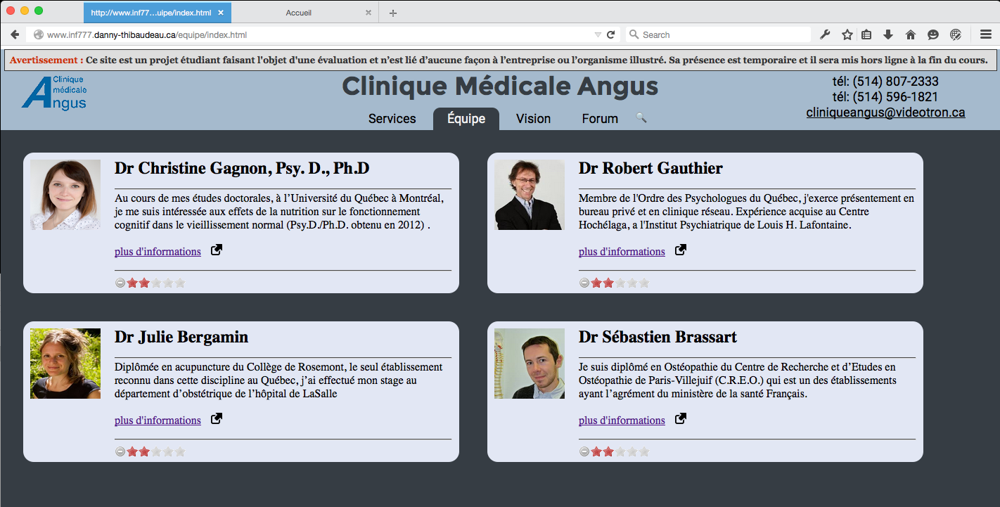 http://www.inf77...uipe/index.html
Accueil
www.inf777.danny-thibaudeau.ca/equipe/index.html
Search
Avertissement : Ce site est un projet étudiant faisant l'objet d'une évaluation et n'est lié d'aucune façon à l'entreprise ou l'organisme illustré. Sa présence est temporaire et il sera mis hors ligne à la fin du cours.
Clinique
médicale
Angus
Clinique Médicale Angus
tél: (514) 807-2333
tél: (514) 596-1821
cliniqueangus@videotron.ca
Services Équipe Vision Forum
Dr Christine Gagnon, Psy. D., Ph.D
Au cours de mes études doctorales, à l'Université du Québec à Montréal,
je me suis intéressée aux effets de la nutrition sur le fonctionnement
cognitif dans le vieillissement normal (Psy.D./Ph.D. obtenu en 2012) .
plus d'informations
Dr Robert Gauthier
Membre de l'Ordre des Psychologues du Québec, j'exerce présentement en
bureau privé et en clinique réseau. Expérience acquise au Centre
Hochélaga, a l'Institut Psychiatrique de Louis H. Lafontaine.
plus d'informations
Dr Julie Bergamin
Diplômée en acupuncture du Collège de Rosemont, le seul établissement
reconnu dans cette discipline au Québec, j'ai effectué mon stage au
département d'obstétrique de l'hôpital de LaSalle
plus d'informations
Dr Sébastien Brassart
Je suis diplômé en Ostéopathie du Centre de Recherche et d'Etudes en
Ostéopathie de Paris-Villejuif (C.R.E.O.) qui est un des établissements
ayant l'agrément du ministère de la santé Français.
plus d'informations